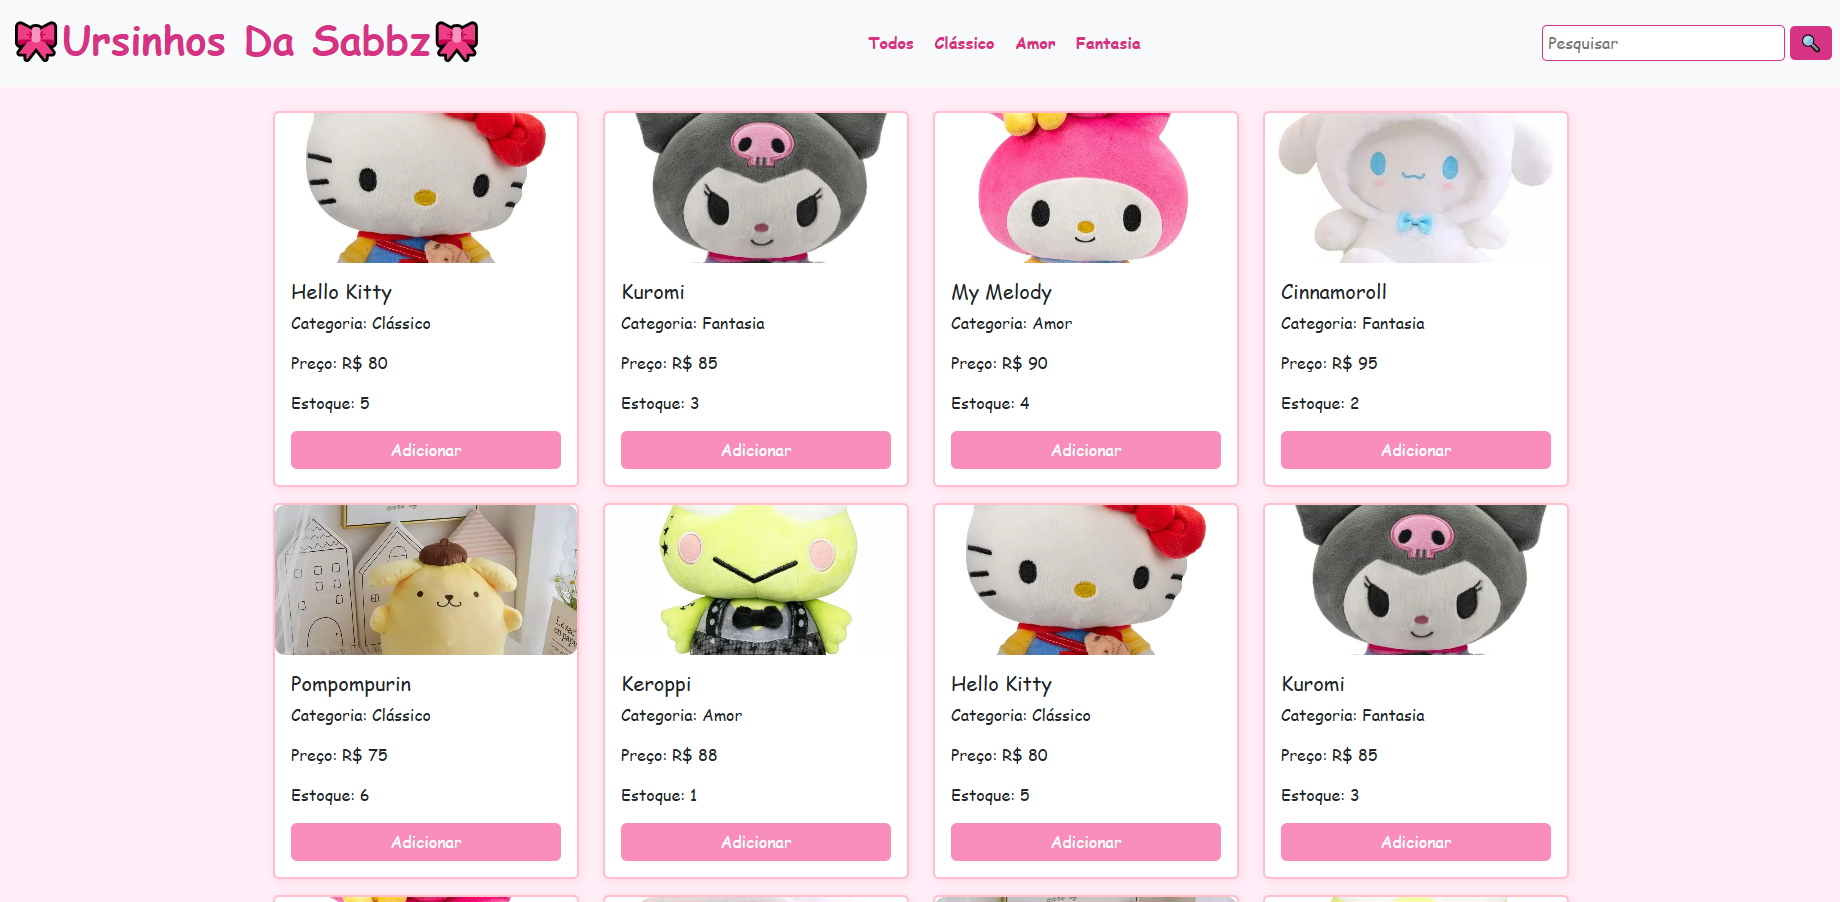 Ursinhos Da Sabbz
Todos Clássico Amor Fantasia
Pesquisar
Hello Kitty
Categoria: Clássico
Preço: R$ 80
Estoque: 5
Adicionar
Kuromi
Categoria: Fantasia
Preço: R$ 85
Estoque: 3
Adicionar
My Melody
Categoria: Amor
Preço: R$ 90
Estoque: 4
Adicionar
Cinnamoroll
Categoria: Fantasia
Preço: R$ 95
Estoque: 2
Adicionar
Pompompurin
Categoria: Clássico
Preço: R$ 75
Estoque: 6
Adicionar
Keroppi
Categoria: Amor
Preço: R$ 88
Estoque: 1
Adicionar
Hello Kitty
Categoria: Clássico
Preço: R$ 80
Estoque: 5
Adicionar
Kuromi
Categoria: Fantasia
Preço: R$ 85
Estoque: 3
Adicionar